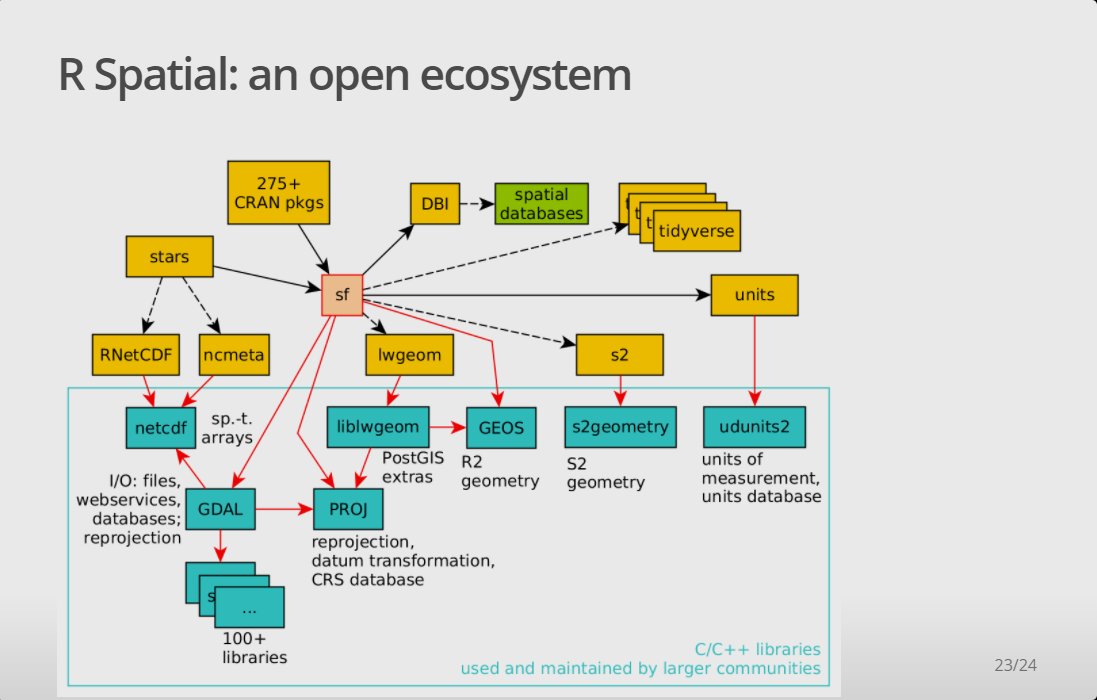 R Spatial: an open ecosystem
275+
CRAN pkgs
DBI
spatial
databases
t
t
t
tidyverse
stars
sf
units
RNetCDF
ncmeta
lwgeom
s2
netcdf
sp.-t.
arrays
liblwgeom
GEOS
s2geometry
udunits2
PostGIS
extras
R2
geometry
S2
geometry
units of
measurement,
units database
I/O: files,
webservices,
databases;
reprojection
GDAL
PROJ
reprojection,
datum transformation,
CRS database
s
...
100+
libraries
C/C++ libraries
used and maintained by larger communities
23/24